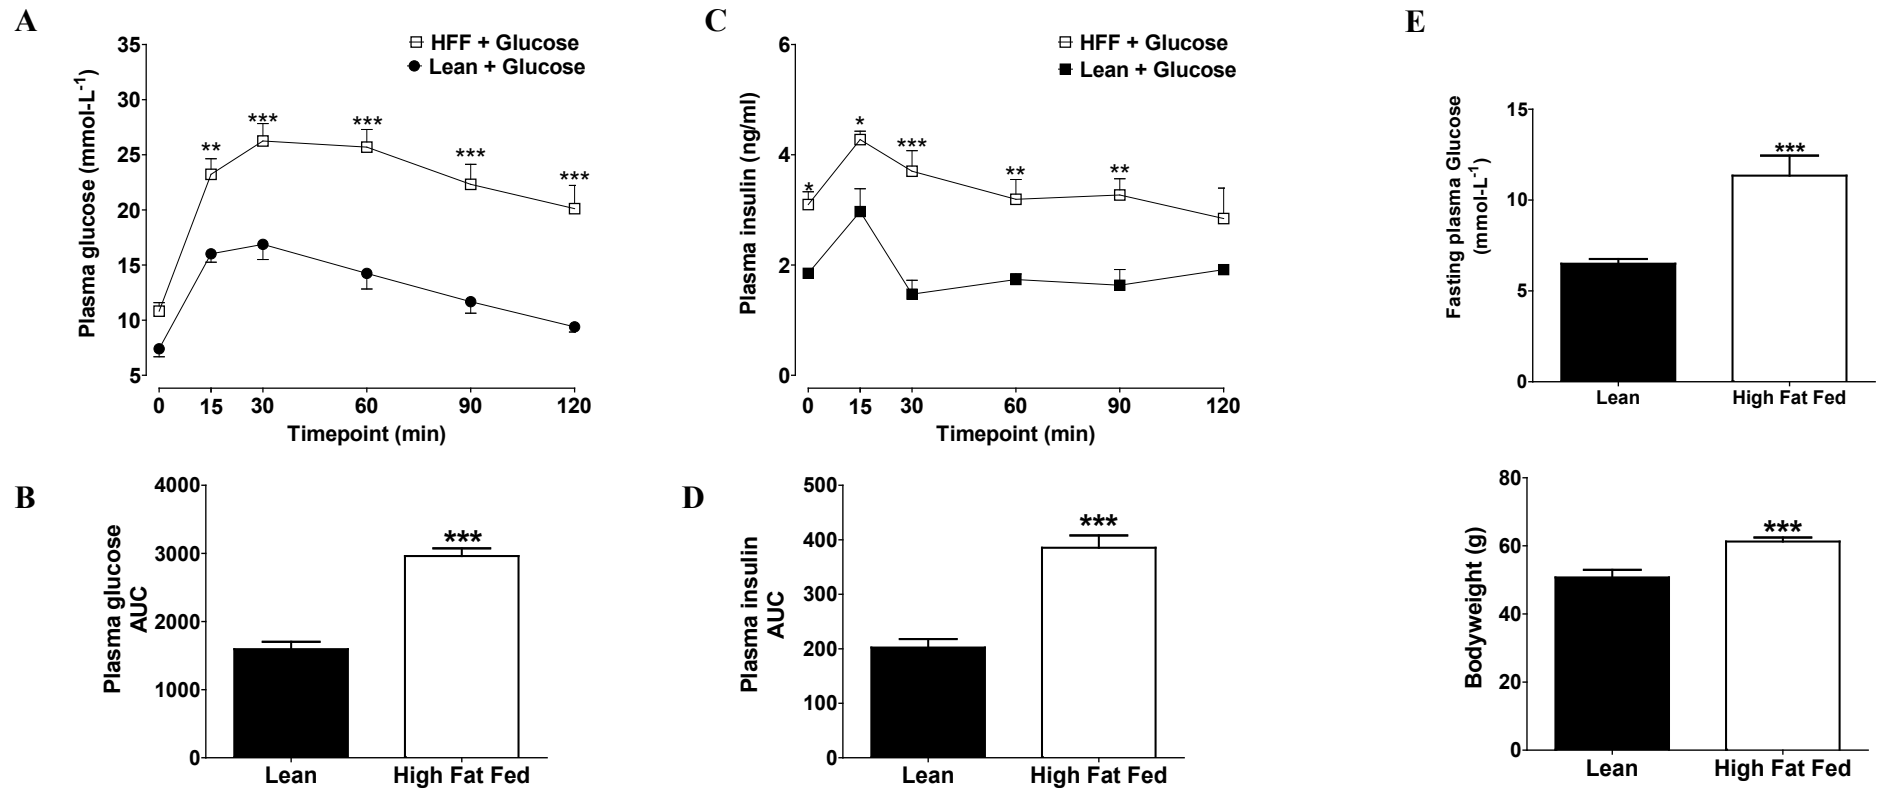 A
Plasma glucose (mmol-L-1)
35
30
25
20
15
10
5
HFF + Glucose
Lean + Glucose
**
***
***
***
***
0 15 30 60 90 120
Timepoint (min)
C
Plasma insulin (ng/ml)
6
4
2
0
HFF + Glucose
Lean + Glucose
*
*
***
**
**
0 15 30 60 90 120
Timepoint (min)
E
Fasting plasma Glucose
(mmol-L-1)
15
10
5
0
***
Lean High Fat Fed
B
Plasma glucose
AUC
4000
3000
2000
1000
0
***
Lean High Fat Fed
D
Plasma insulin
AUC
500
400
300
200
100
0
***
Lean High Fat Fed
Bodyweight (g)
80
60
40
20
0
***
Lean High Fat Fed